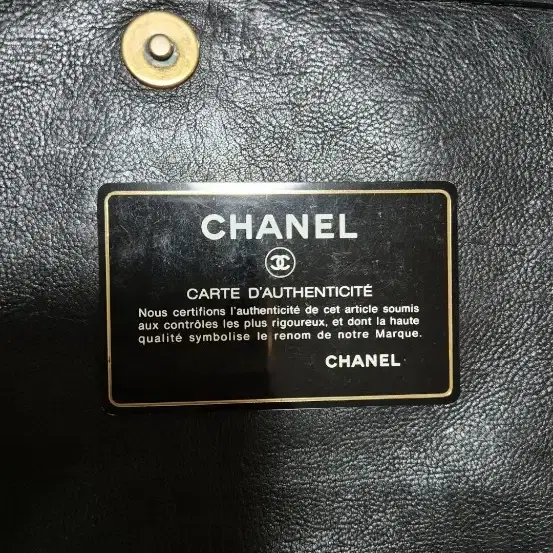 CHANEL
CARTE D'AUTHENTICITÉ
Nous certifions l'authenticité de cet article soumis
aux contrôles les plus rigoureux, et dont la haute
qualité symbolise le renom de notre Marque.
CHANEL